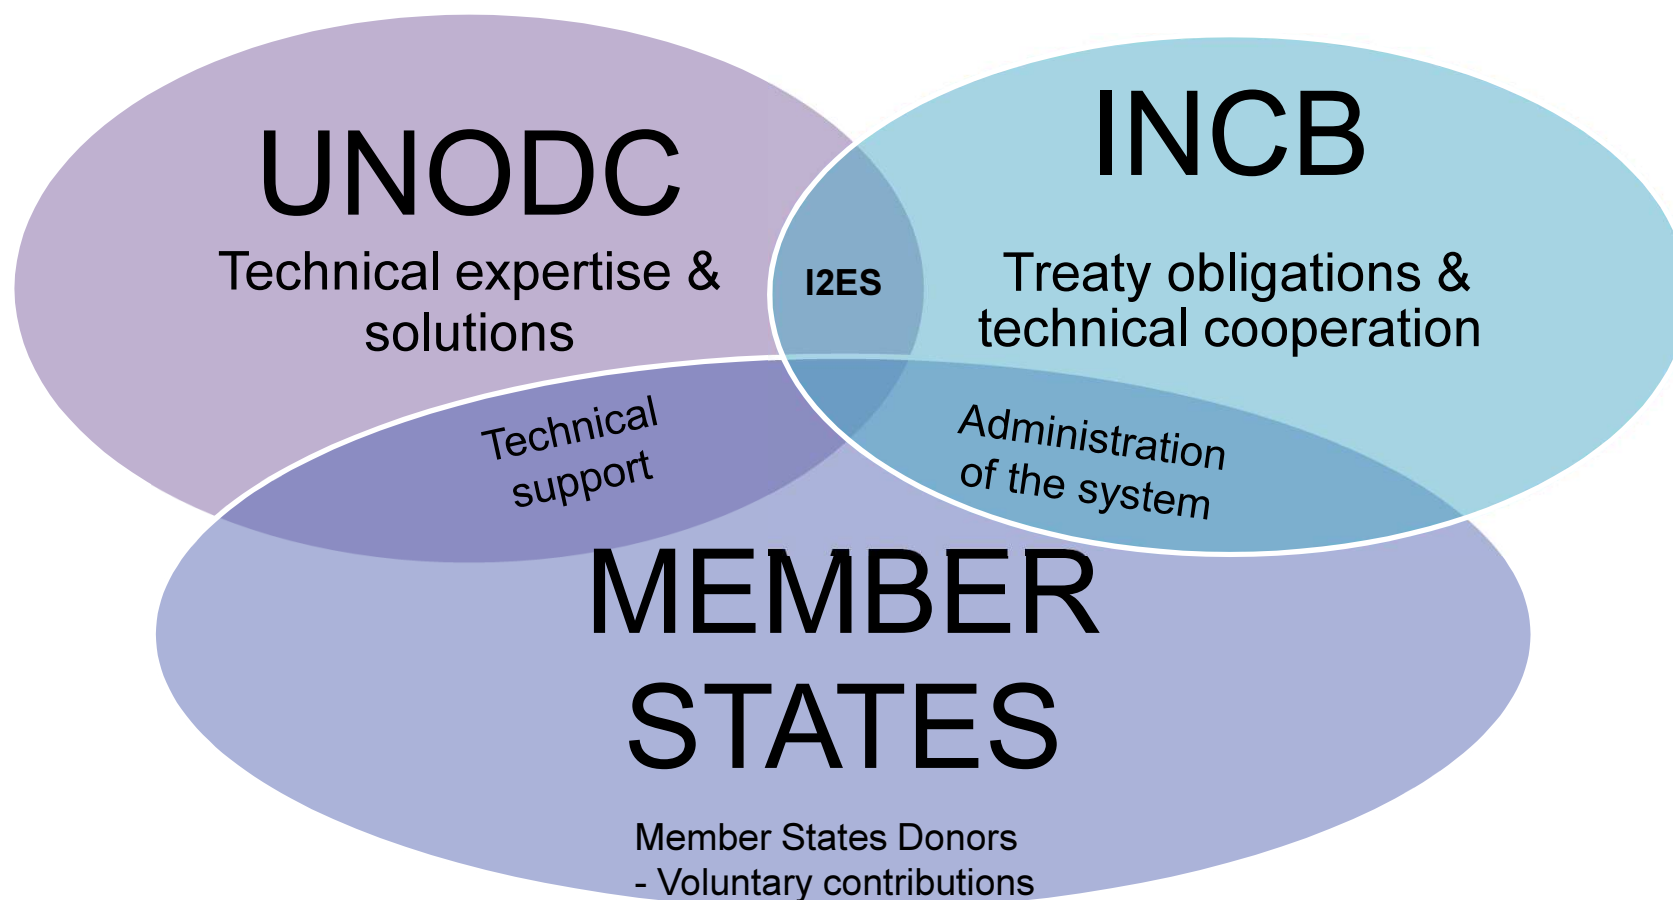 UNODC
Technical expertise &
solutions
INCB
Treaty obligations &
technical cooperation
I2ES
Technical
support
Administration
of the system
MEMBER
STATES
Member States Donors
- Voluntary contributions